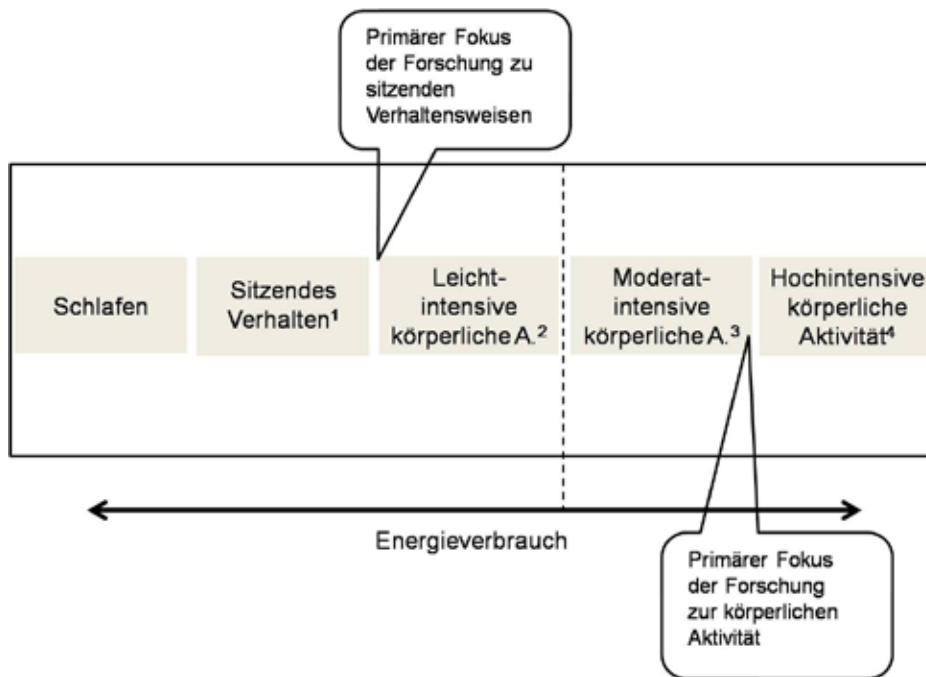 Primärer Fokus
der Forschung zu
sitzenden
Verhaltensweisen
Schlafen
Sitzendes
Verhalten¹
Leicht-
intensive
körperliche A.²
Moderat-
intensive
körperliche A.³
Hochintensive
körperliche
Aktivität⁴
Energieverbrauch
Primärer Fokus
der Forschung
zur körperlichen
Aktivität